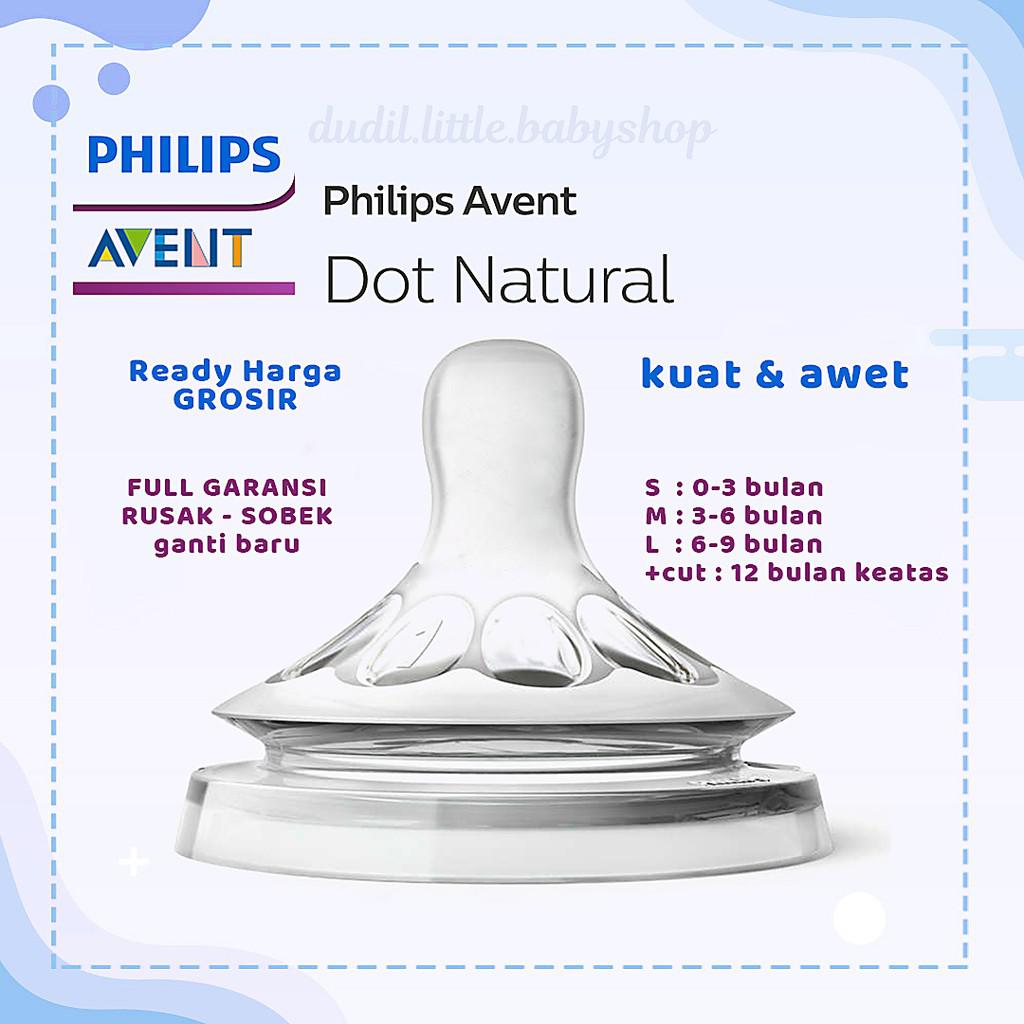 dudil.little.babyshop
PHILIPS
AVENT
Philips Avent
Dot Natural
Ready Harga
GROSIR
kuat & awet
FULL GARANSI
RUSAK - SOBEK
ganti baru
S : 0-3 bulan
M : 3-6 bulan
L : 6-9 bulan
+cut : 12 bulan keatas